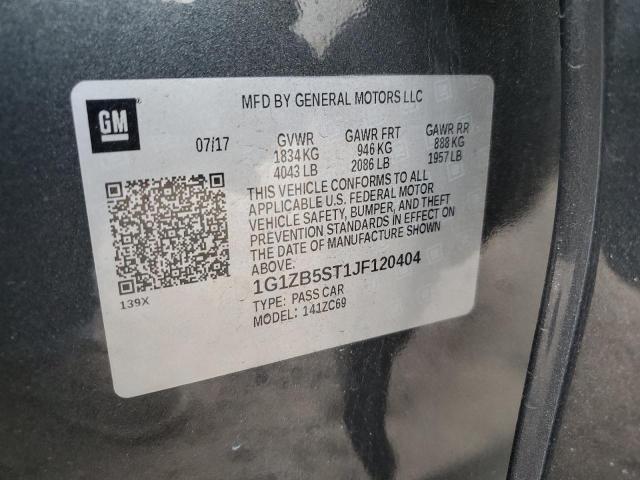 GM
MFD BY GENERAL MOTORS LLC
07/17
GVWR GAWR FRT GAWR RR
1834 KG 946 KG 888 KG
4043 LB 2086 LB 1957 LB
THIS VEHICLE CONFORMS TO ALL
APPLICABLE U.S. FEDERAL MOTOR
VEHICLE SAFETY, BUMPER, AND THEFT
PREVENTION STANDARDS IN EFFECT ON
THE DATE OF MANUFACTURE SHOWN
ABOVE.
1G1ZB5ST1JF120404
TYPE: PASS CAR
MODEL: 141ZC69
139X